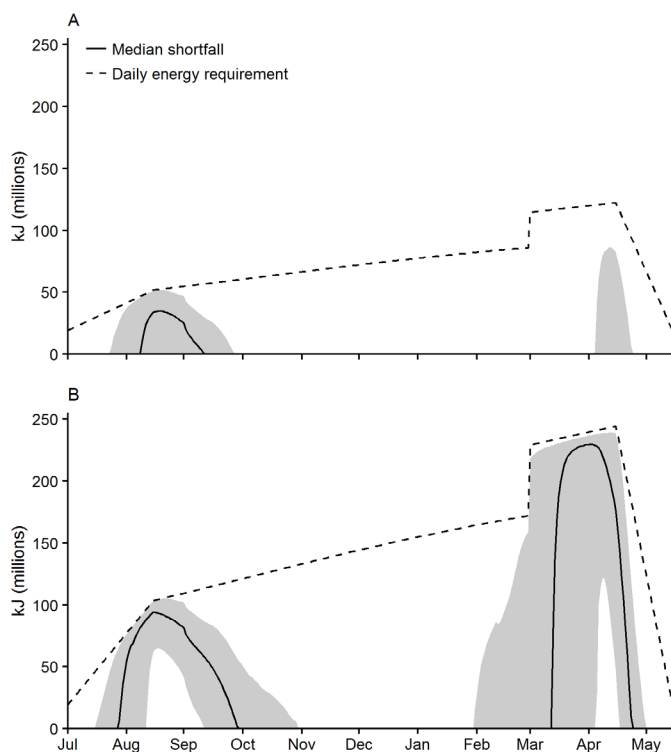 A
250
Median shortfall
Daily energy requirement
200
150
100
50
0
kJ (millions)
B
250
200
150
100
50
0
kJ (millions)
Jul Aug Sep Oct Nov Dec Jan Feb Mar Apr May